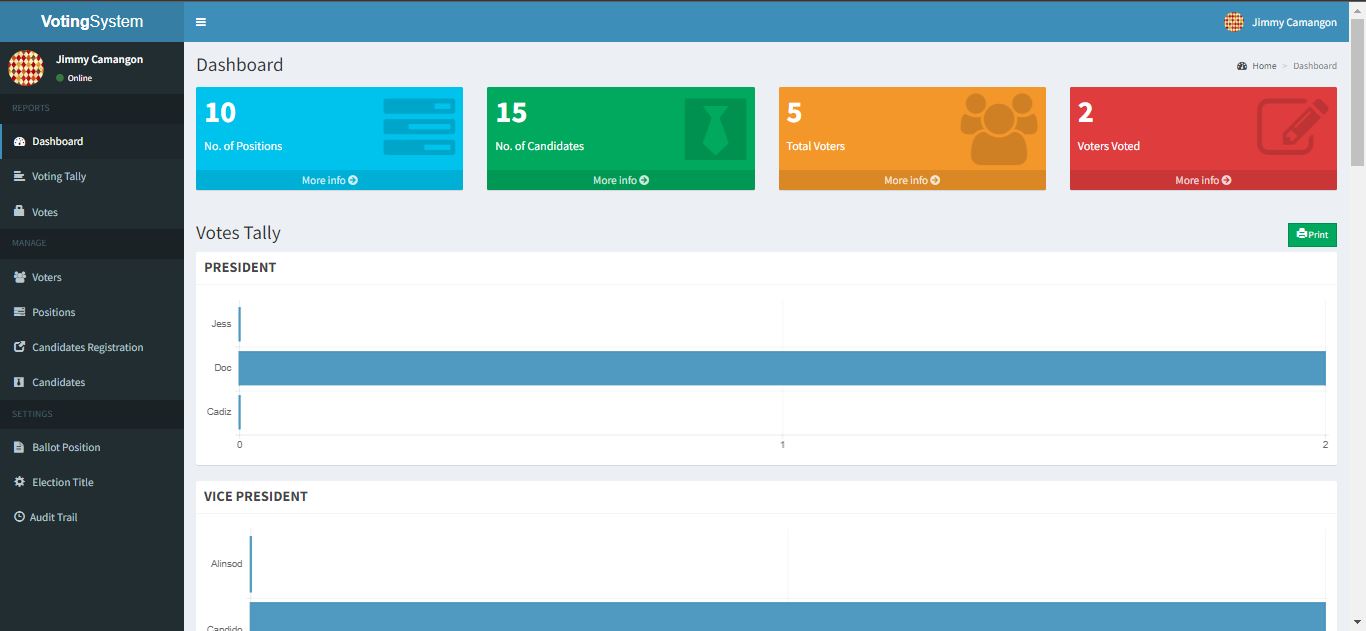 VotingSystem
Jimmy Camangon
Jimmy Camangon
Online
REPORTS
Dashboard
Voting Tally
Votes
MANAGE
Voters
Positions
Candidates Registration
Candidates
SETTINGS
Ballot Position
Election Title
Audit Trail
Dashboard
Home > Dashboard
10
No. of Positions
More info
15
No. of Candidates
More info
5
Total Voters
More info
2
Voters Voted
More info
Votes Tally
Print
PRESIDENT
Jess
Doc
Cadiz
0 1 2
VICE PRESIDENT
Alinsod
Candido